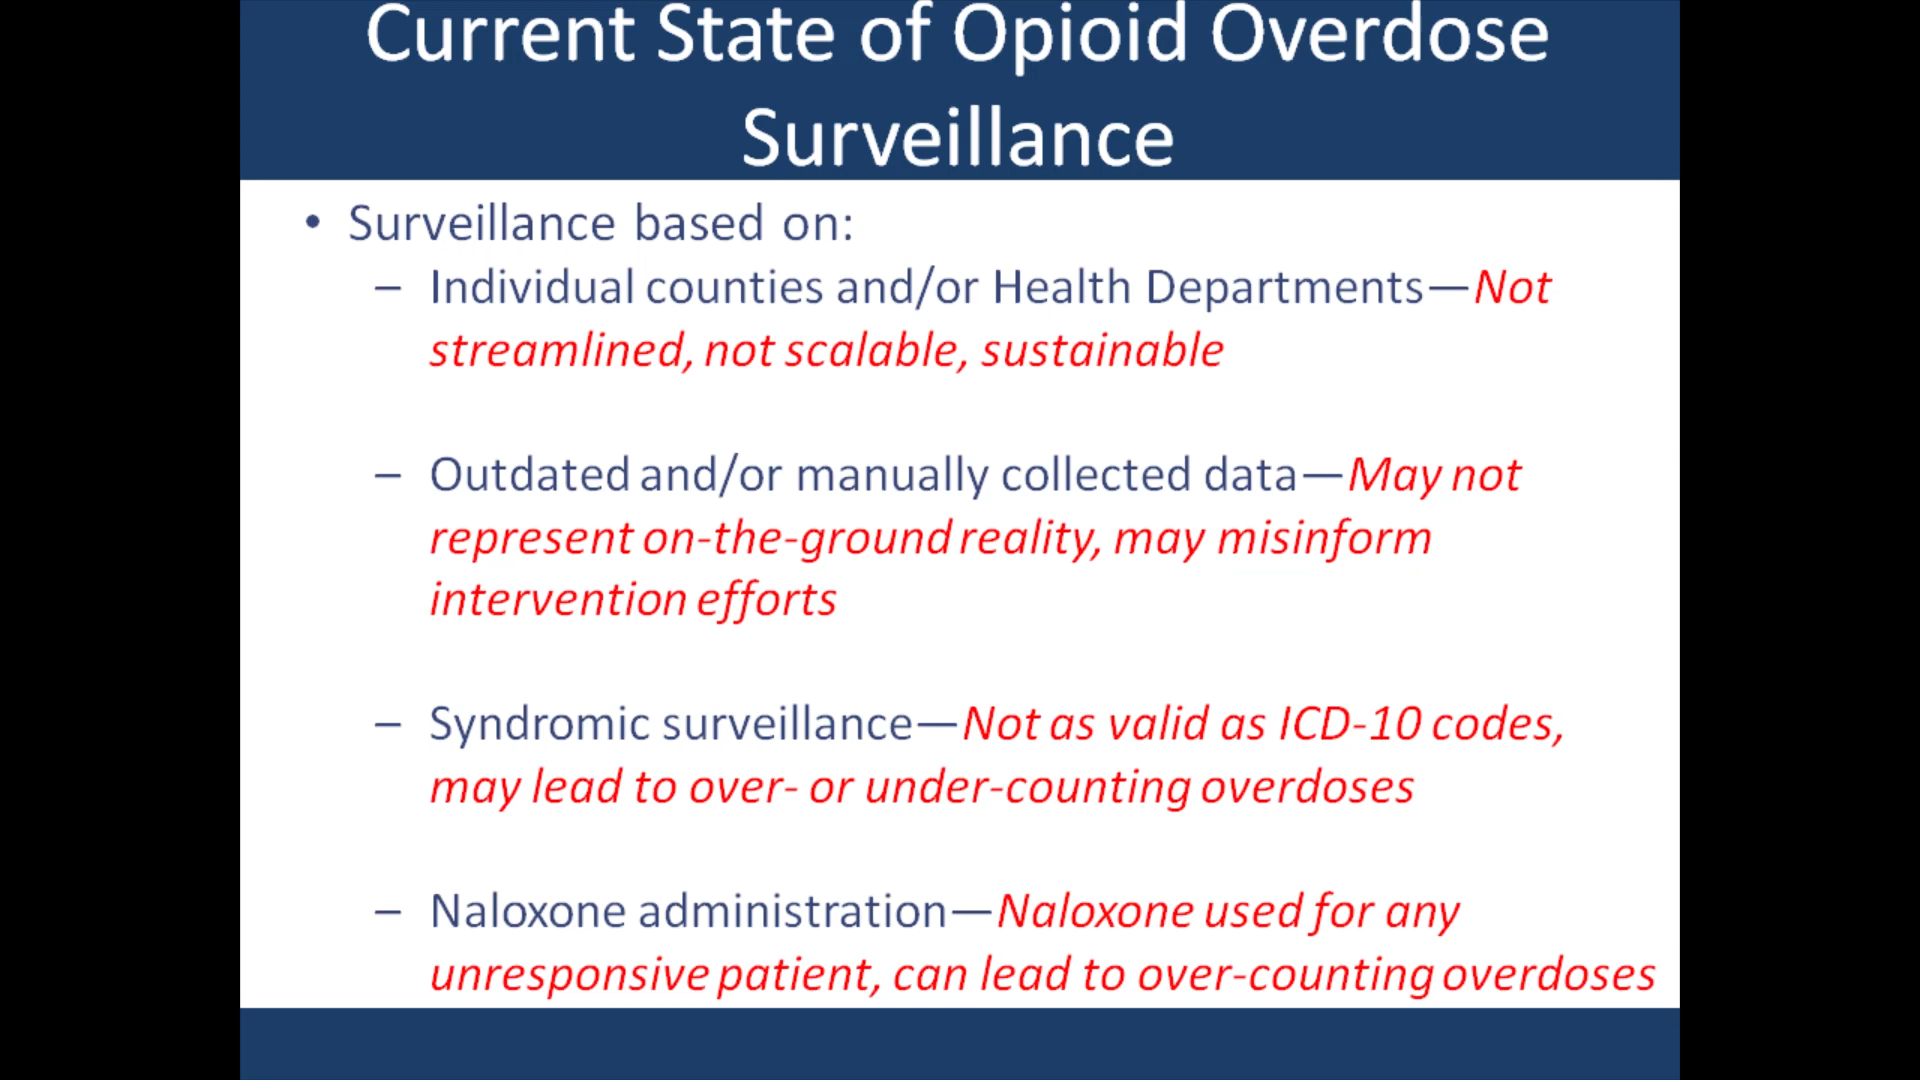 Current State of Opioid Overdose
Surveillance
• Surveillance based on:
– Individual counties and/or Health Departments—Not
streamlined, not scalable, sustainable
– Outdated and/or manually collected data—May not
represent on-the-ground reality, may misinform
intervention efforts
– Syndromic surveillance—Not as valid as ICD-10 codes,
may lead to over- or under-counting overdoses
– Naloxone administration—Naloxone used for any
unresponsive patient, can lead to over-counting overdoses